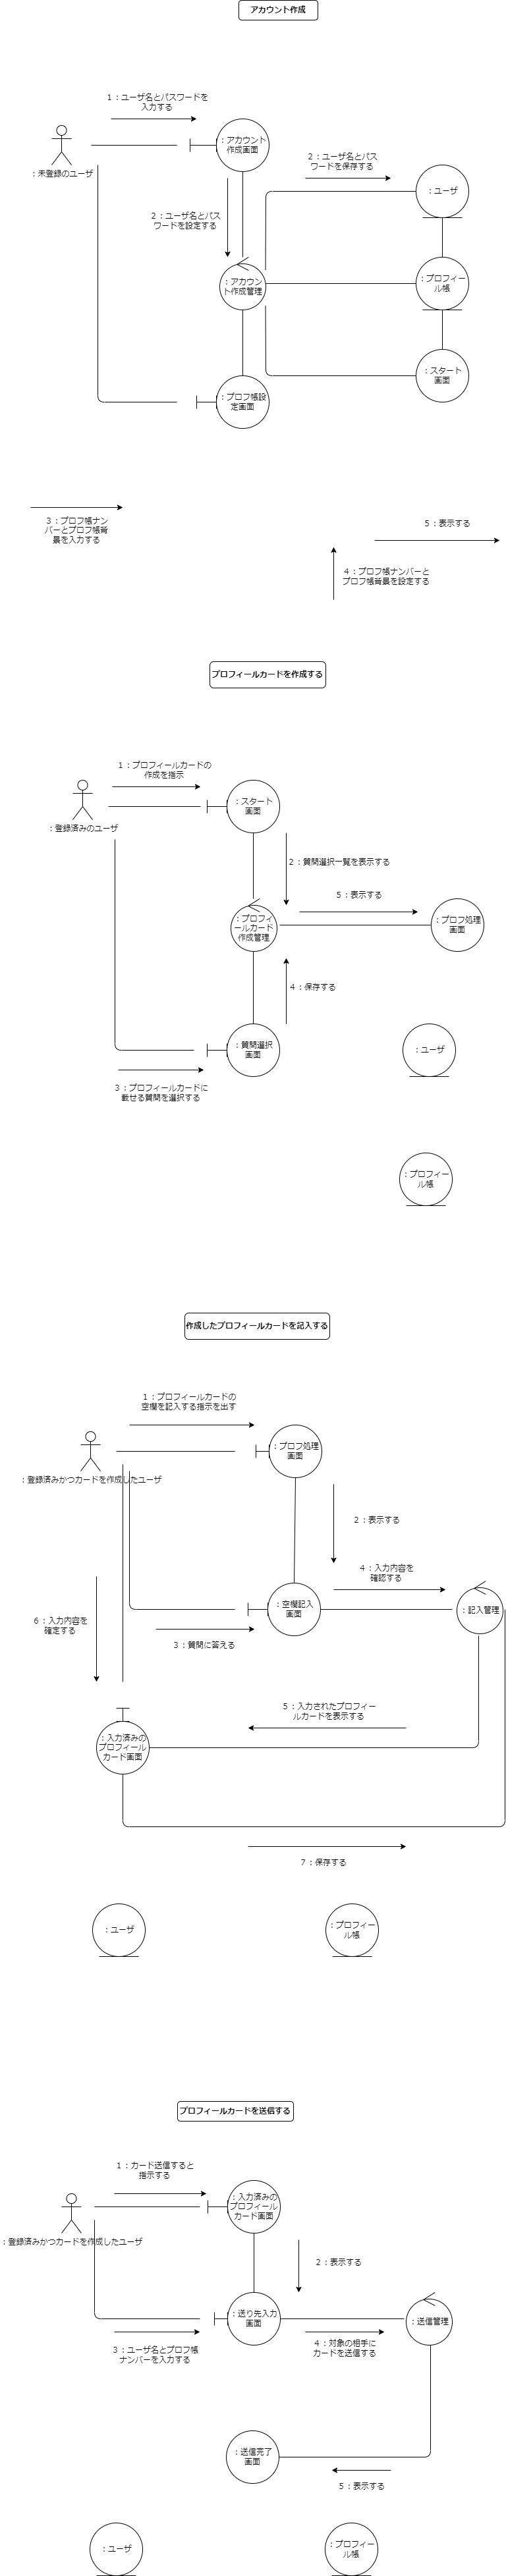 アカウント作成
1：ユーザ名とパスワードを
入力する
：アカウント
作成画面
：未登録のユーザ
2：ユーザ名とパス
ワードを保存する
：ユーザ
2：ユーザ名とパス
ワードを設定する
：アカウン
ト作成管理
：プロフィー
ル帳
：スタート
画面
：プロフ帳設
定画面
3：プロフ帳ナン
バーとプロフ帳背
景を入力する
5：表示する
4：プロフ帳ナンバーと
プロフ帳背景を設定する
プロフィールカードを作成する
1：プロフィールカードの
作成を指示
：スタート
画面
：登録済みのユーザ
2：質問選択一覧を表示する
5：表示する
：プロフィ
ールカード
作成管理
：プロフ処理
画面
4：保存する
：質問選択
画面
：ユーザ
3：プロフィールカードに
載せる質問を選択する
：プロフィー
ル帳
作成したプロフィールカードを記入する
1：プロフィールカードの
空欄を記入する指示を出す
：プロフ処理
画面
：登録済みかつカードを作成したユーザ
2：表示する
4：入力内容を
確認する
：空欄記入
画面
：記入管理
6：入力内容を
確定する
3：質問に答える
5：入力されたプロフィー
ルカードを表示する
：入力済みの
プロフィール
カード画面
7：保存する
：ユーザ
：プロフィー
ル帳
プロフィールカードを送信する
1：カード送信すると
指示する
：入力済みの
プロフィール
カード画面
：登録済みかつカードを作成したユーザ
2：表示する
：送り先入力
画面
：送信管理
3：ユーザ名とプロフ帳
ナンバーを入力する
4：対象の相手に
カードを送信する
：送信完了
画面
5：表示する
：ユーザ
：プロフィー
ル帳